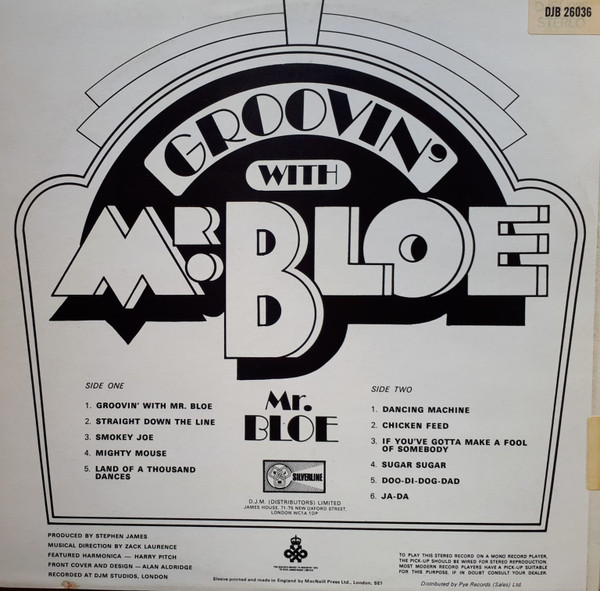 DJB 26036
STEREO
GROOVIN'
WITH
MR. BLOE
SIDE ONE
1. GROOVIN' WITH MR. BLOE
2. STRAIGHT DOWN THE LINE
3. SMOKEY JOE
4. MIGHTY MOUSE
5. LAND OF A THOUSAND
DANCES
Mr.
BLOE
SILVERLINE
D.J.M. (DISTRIBUTORS) LIMITED
JAMES HOUSE, 71-75 NEW OXFORD STREET,
LONDON WC1A 1DP
SIDE TWO
1. DANCING MACHINE
2. CHICKEN FEED
3. IF YOU'VE GOTTA MAKE A FOOL
OF SOMEBODY
4. SUGAR SUGAR
5. DOO-DI-DOG-DAD
6. JA-DA
PRODUCED BY STEPHEN JAMES
MUSICAL DIRECTION BY ZACK LAURENCE
FEATURED HARMONICA — HARRY PITCH
FRONT COVER AND DESIGN — ALAN ALDRIDGE
RECORDED AT DJM STUDIOS, LONDON
Sleeve printed and made in England by MacNeill Press Ltd., London, SE1
TO PLAY THIS STEREO RECORD ON A MONO RECORD PLAYER,
THE PICK-UP SHOULD BE WIRED FOR STEREO REPRODUCTION.
MOST MODERN RECORD PLAYERS HAVE A PICK-UP SUITABLE
FOR THIS PURPOSE. IF IN DOUBT CONSULT YOUR DEALER.
Distributed by Pye Records (Sales) Ltd.